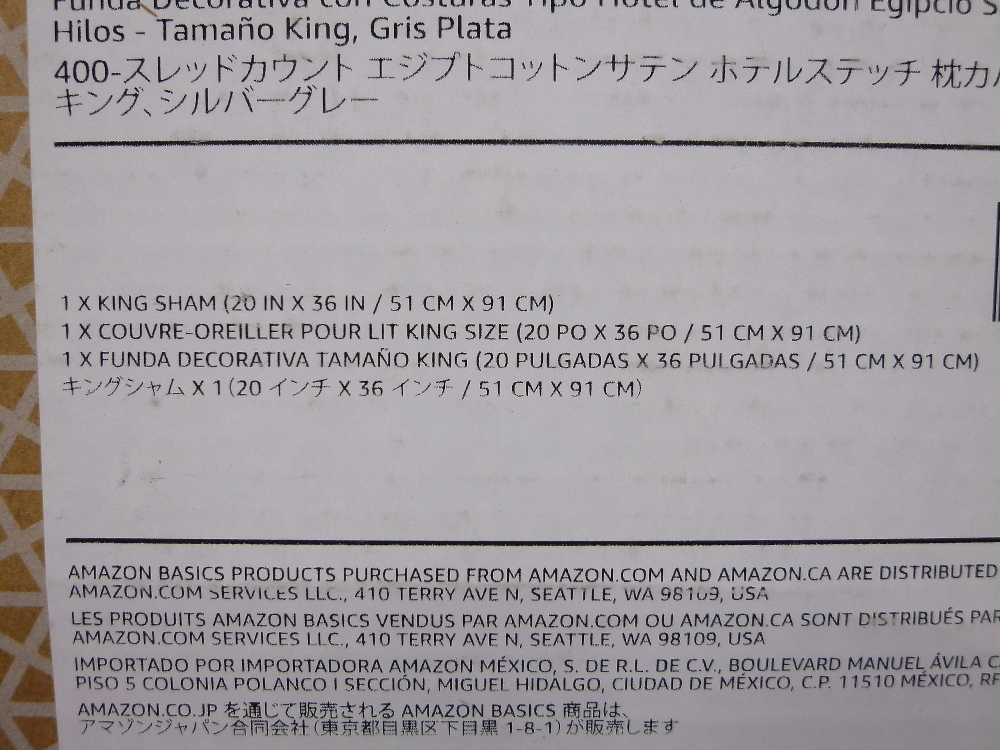 Funda Decorativa con Costuras Tipo Hotel de Algodón Egipcio
Hilos - Tamaño King, Gris Plata
400-スレッドカウント エジプトコットンサテン ホテルステッチ 枕カ
キング、シルバーグレー
1 X KING SHAM (20 IN X 36 IN / 51 CM X 91 CM)
1 X COUVRE-OREILLER POUR LIT KING SIZE (20 PO X 36 PO / 51 CM X 91 CM)
1 X FUNDA DECORATIVA TAMAÑO KING (20 PULGADAS X 36 PULGADAS / 51 CM X 91 CM)
キングシャム X 1(20 インチ X 36 インチ / 51 CM X 91 CM)
AMAZON BASICS PRODUCTS PURCHASED FROM AMAZON.COM AND AMAZON.CA ARE DISTRIBUTED
AMAZON.COM SERVICES LLC., 410 TERRY AVE N, SEATTLE, WA 98109, USA
LES PRODUITS AMAZON BASICS VENDUS PAR AMAZON.COM OU AMAZON.CA SONT DISTRIBUÉS PAR
AMAZON.COM SERVICES LLC., 410 TERRY AVE N, SEATTLE, WA 98109, USA
IMPORTADO POR IMPORTADORA AMAZON MÉXICO, S. DE R.L. DE C.V., BOULEVARD MANUEL ÁVILA
PISO 5 COLONIA POLANCO I SECCIÓN, MIGUEL HIDALGO, CIUDAD DE MÉXICO, C.P. 11510 MÉXICO,
AMAZON.CO.JP を通じて販売される AMAZON BASICS 商品は、
アマゾンジャパン合同会社(東京都目黒区下目黒 1-8-1)が販売します